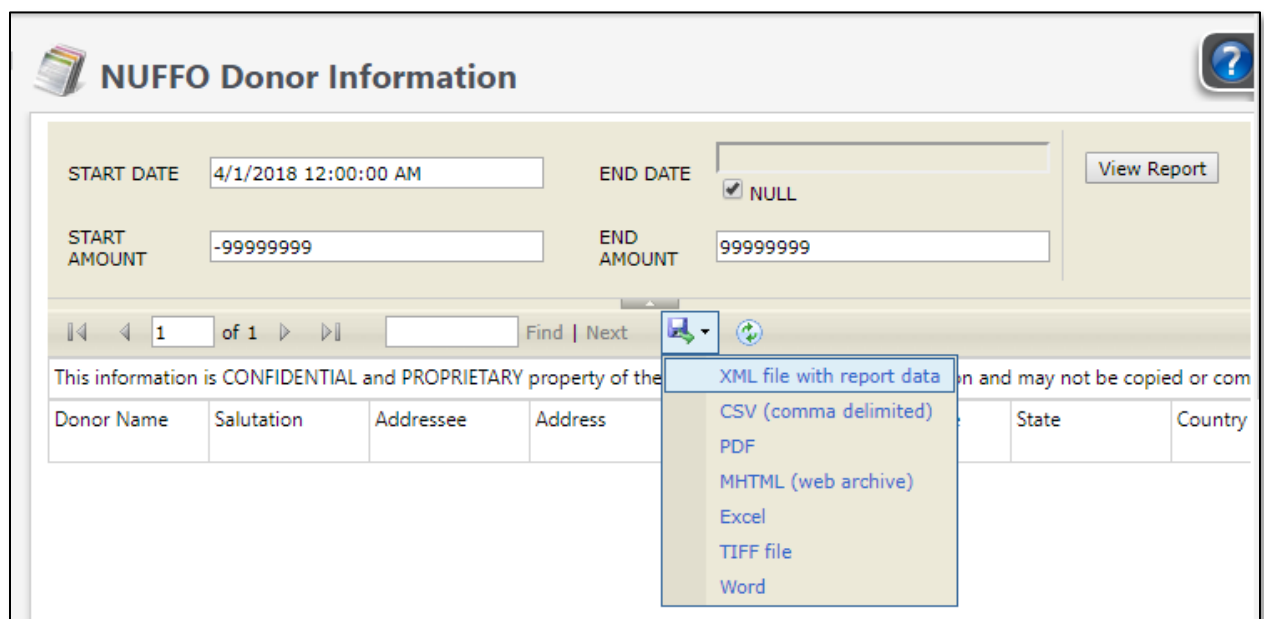 NUFFO Donor Information
?
START DATE 4/1/2018 12:00:00 AM END DATE View Report
NULL
START AMOUNT -99999999 END AMOUNT 99999999
1 of 1 Find | Next
This information is CONFIDENTIAL and PROPRIETARY property of the and may not be copied or
Donor Name Salutation Addressee Address State Country
XML file with report data
CSV (comma delimited)
PDF
MHTML (web archive)
Excel
TIFF file
Word